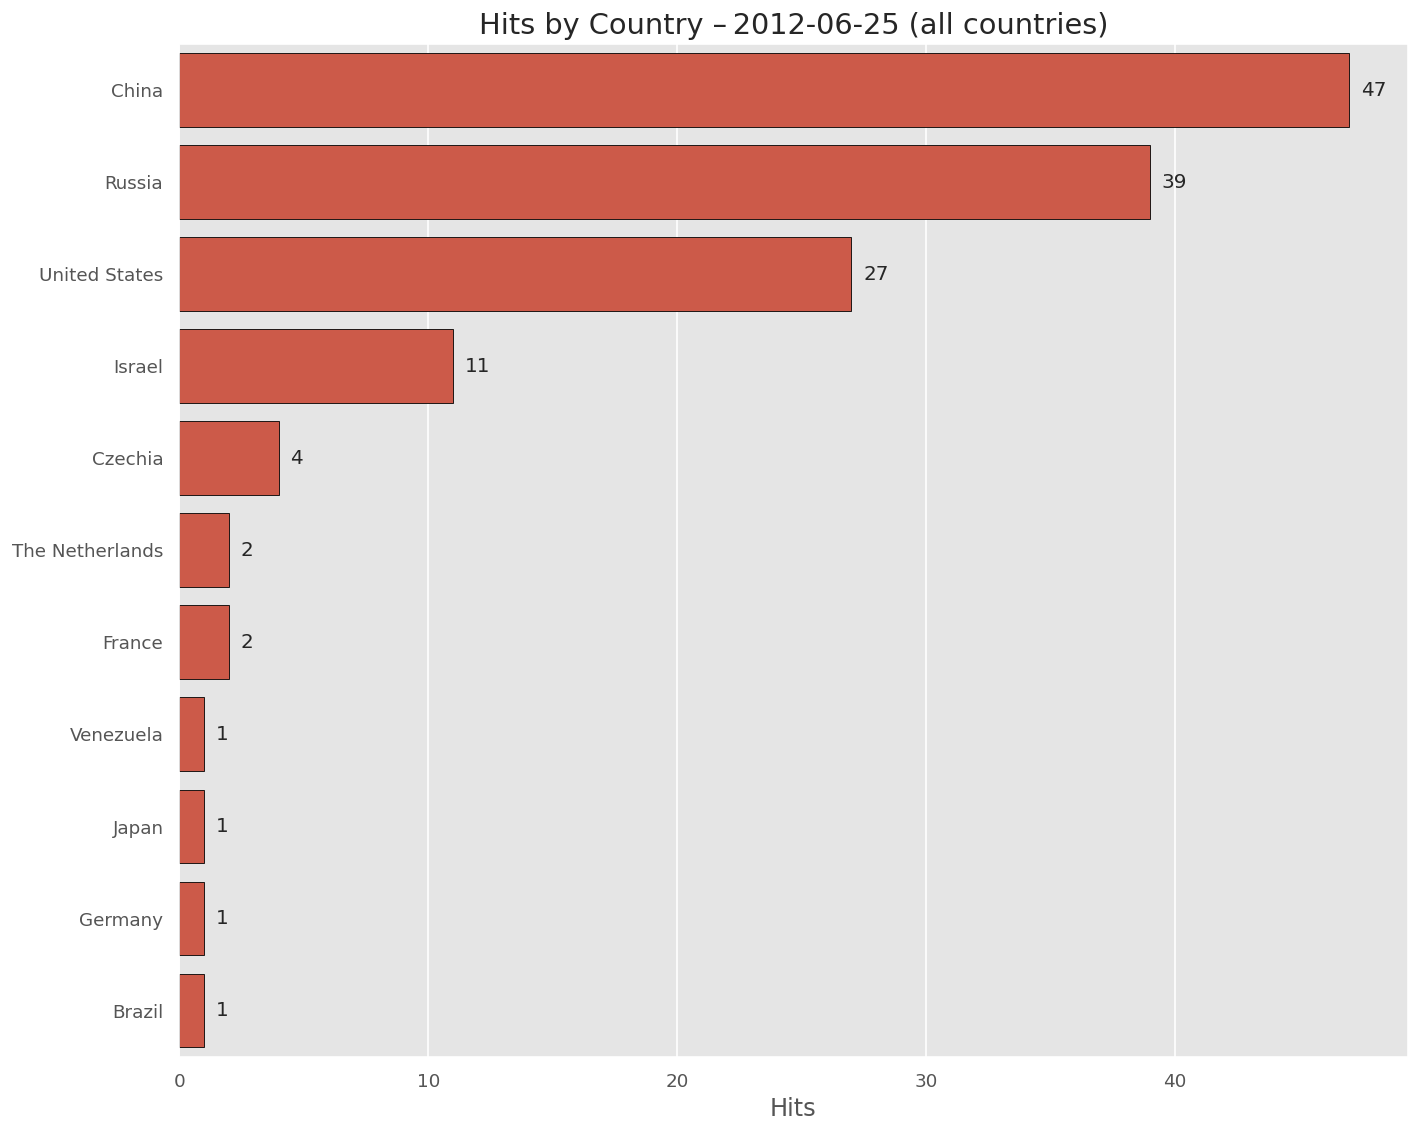 Hits by Country – 2012-06-25 (all countries)
China 47
Russia 39
United States 27
Israel 11
Czechia 4
The Netherlands 2
France 2
Venezuela 1
Japan 1
Germany 1
Brazil 1
0 10 20 30 40
Hits